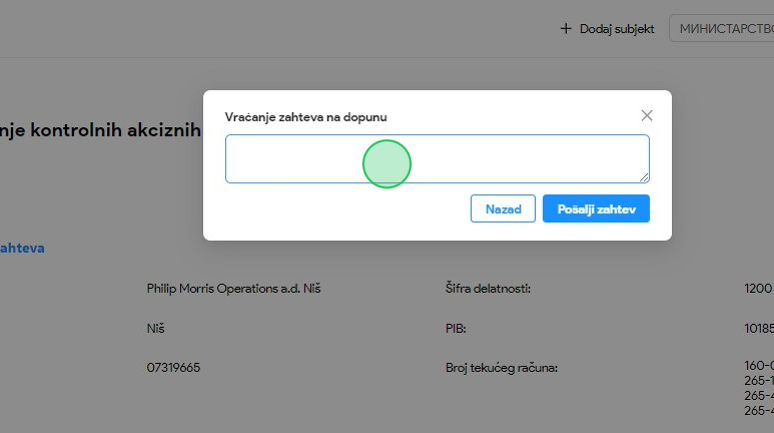 Dodaj subjekt
МИНИСТАРСТВО
Vraćanje zahteva na dopunu
nje kontrolnih akciznih
Nazad
Pošalji zahtev
ahteva
Philip Morris Operations a.d. Niš
Šifra delatnosti:
1200
Niš
PIB:
10185
07319665
Broj tekućeg računa:
160-0
265-1
265-4
265-4